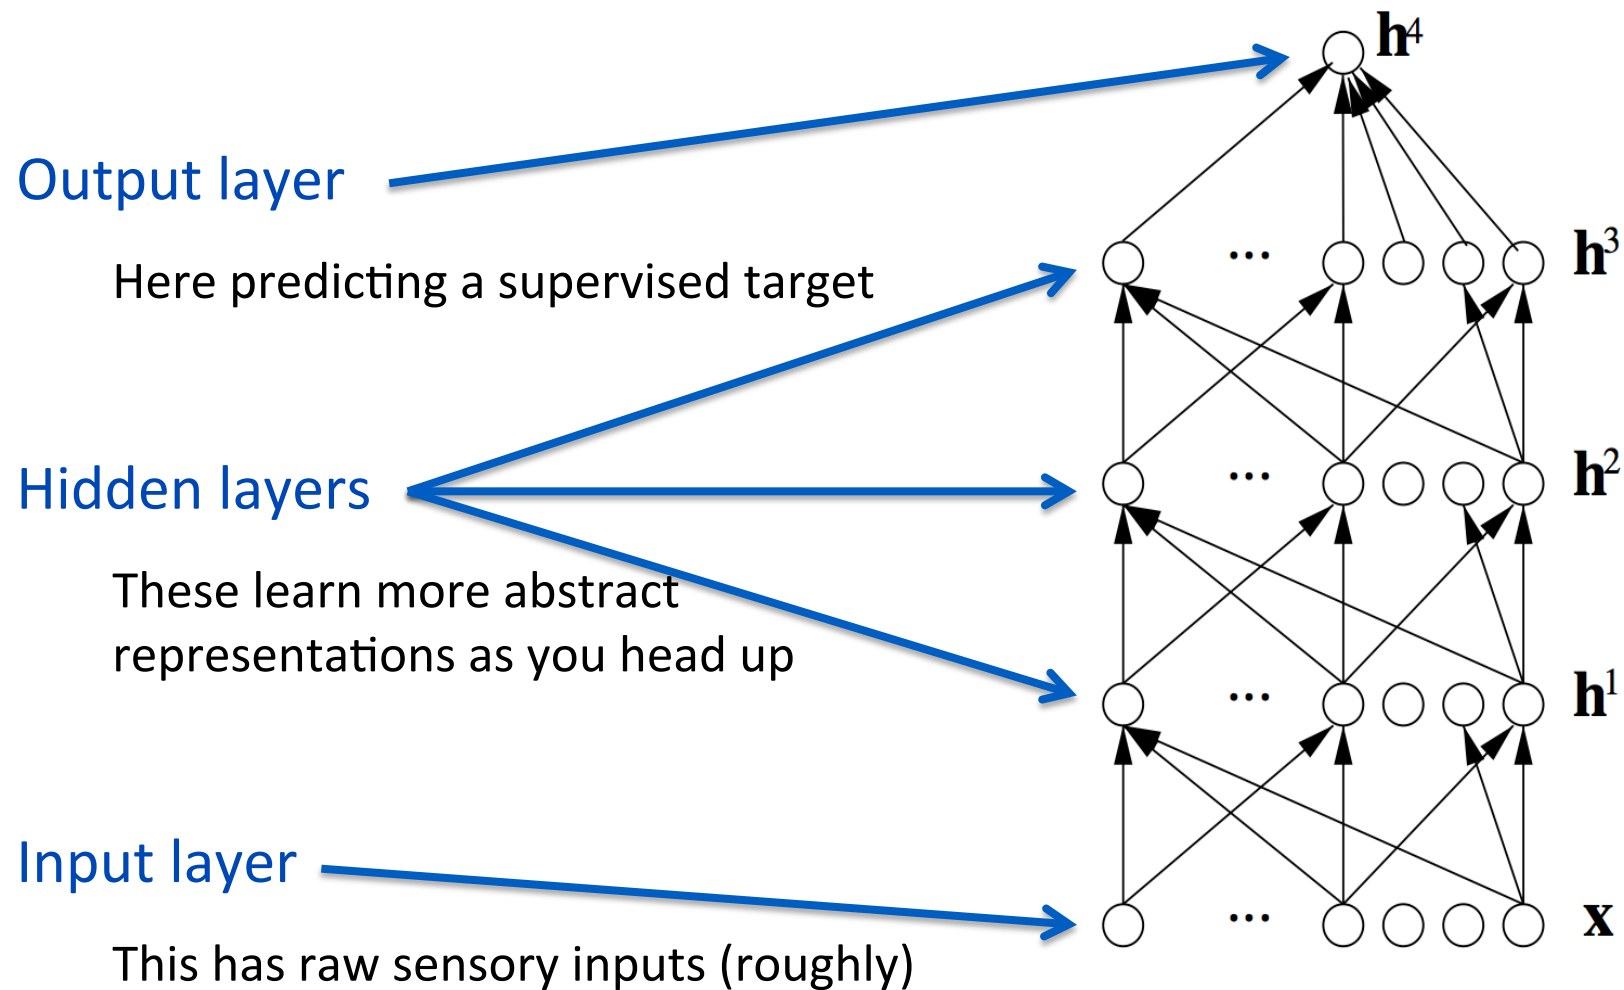 h⁴
Output layer
Here predicting a supervised target
... h³
Hidden layers
... h²
These learn more abstract
representations as you head up
... h¹
Input layer
... x
This has raw sensory inputs (roughly)